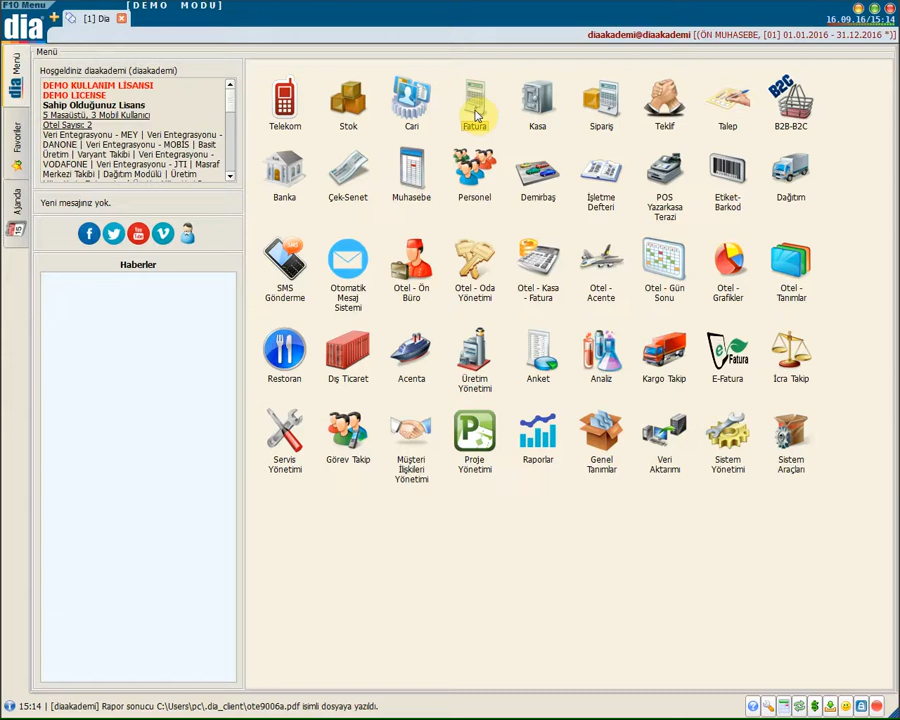 F10 Menu
[DEMO MODU]
dia
[1] Dia
16.09.16/15:14
diaakademi@diaakademi [(ÖN MUHASEBE, [01] 01.01.2016 - 31.12.2016 *)]
Menü
dia
Favoriler
Ajanda
15
Menü
Hoşgeldiniz diaakademi (diaakademi)
DEMO KULLANIM LİSANSI
DEMO LICENSE
Sahip Olduğunuz Lisans
5 Masaüstü, 3 Mobil Kullanıcı
Otel Sayısı: 2
Veri Entegrasyonu - MEY | Veri Entegrasyonu -
DANONE | Veri Entegrasyonu - MOBİS | Basit
Üretim | Varyant Takibi | Veri Entegrasyonu -
VODAFONE | Veri Entegrasyonu - JTI | Masraf
Merkezi Takibi | Dağıtım Modülü | Üretim
Yeni mesajınız yok.
Haberler
Telekom
Stok
Cari
Fatura
Kasa
Sipariş
Teklif
Talep
B2C
B2B-B2C
Banka
Çek-Senet
Muhasebe
Personel
Demirbaş
İşletme
Defteri
POS
Yazarkasa
Terazi
Etiket-
Barkod
Dağıtım
SMS
SMS
Gönderme
Otomatik
Mesaj
Sistemi
Otel - Ön
Büro
Otel - Oda
Yönetimi
Otel - Kasa
- Fatura
Otel -
Acente
Otel - Gün
Sonu
Otel -
Grafikler
Otel -
Tanımlar
Restoran
Dış Ticaret
Acenta
Üretim
Yönetimi
Anket
Analiz
Kargo Takip
Fatura
E-Fatura
İcra Takip
Servis
Yönetimi
Görev Takip
Müşteri
İlişkileri
Yönetimi
P
Proje
Yönetimi
Raporlar
Genel
Tanımlar
Veri
Aktarımı
Sistem
Yönetimi
Sistem
Araçları
15:14 | [diaakademi] Rapor sonucu C:\Users\pc\.dia_client\ote9006a.pdf isimli dosyaya yazıldı.